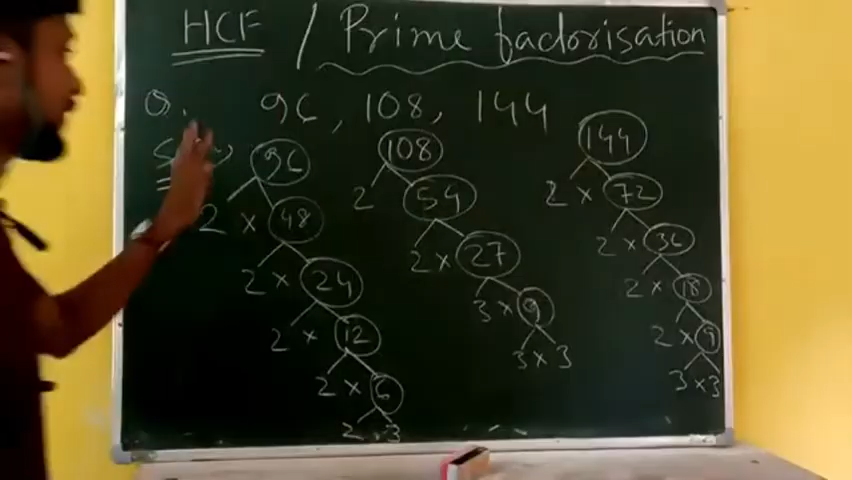 HCF / Prime factorisation
Q. 96, 108, 144
96 108 144
2 54 2 × 72
2 × 48
2 × 27 2 × 36
2 × 24
3 × 9 2 × 18
2 × 12
3 × 3 2 × 9
2 × 6 3 × 3
2 × 3